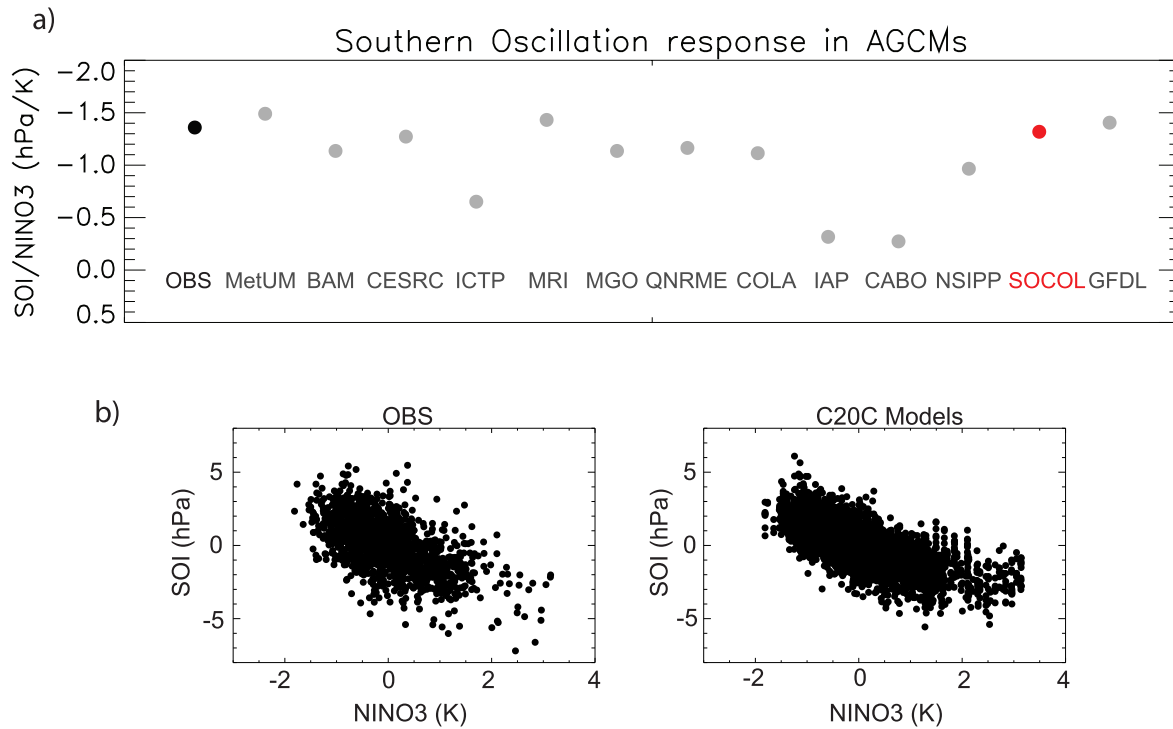 a)
Southern Oscillation response in AGCMs
SOI/NINO3 (hPa/K)
−2.0
−1.5
−1.0
−0.5
0.0
0.5
OBS MetUM BAM CESRC ICTP MRI MGO QNRME COLA IAP CABO NSIPP SOCOL GFDL
b)
OBS
SOI (hPa)
5
0
-5
-2 0 2 4
NINO3 (K)
C20C Models
SOI (hPa)
5
0
-5
-2 0 2 4
NINO3 (K)